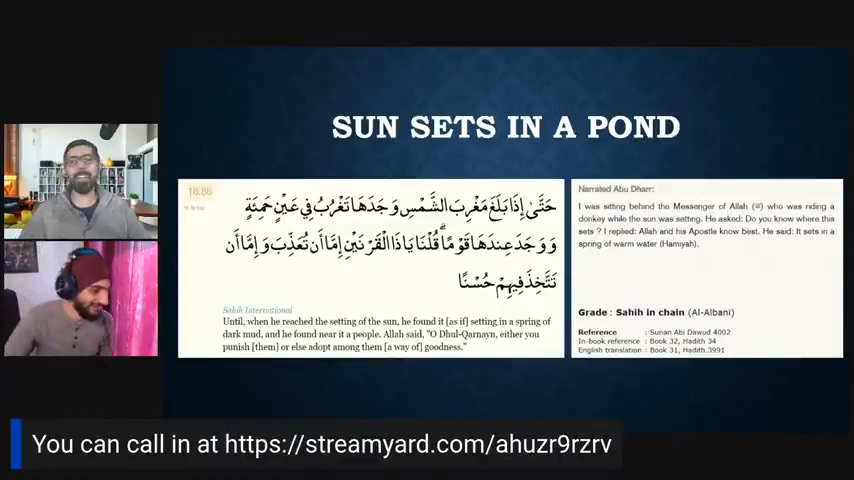 SUN SETS IN A POND
18:86
حَتَّىٰ إِذَا بَلَغَ مَغْرِبَ الشَّمْسِ وَجَدَهَا تَغْرُبُ فِي عَيْنٍ حَمِئَةٍ
وَوَجَدَ عِندَهَا قَوْمًا ۗ قُلْنَا يَا ذَا الْقَرْنَيْنِ إِمَّا أَن تُعَذِّبَ وَإِمَّا أَن
تَتَّخِذَ فِيهِمْ حُسْنًا
Sahih International
Until, when he reached the setting of the sun, he found it [as if] setting in a spring of
dark mud, and he found near it a people. Allah said, "O Dhul-Qarnayn, either you
punish [them] or else adopt among them [a way of] goodness."
Narrated Abu Dharr:
I was sitting behind the Messenger of Allah (ﷺ) who was riding a
donkey while the sun was setting. He asked: Do you know where this
sets ? I replied: Allah and his Apostle know best. He said: It sets in a
spring of warm water (Hamiyah).
Grade : Sahih in chain (Al-Albani)
Reference : Sunan Abi Dawud 4002
In-book reference : Book 32, Hadith 34
English translation : Book 31, Hadith 3991
You can call in at https://streamyard.com/ahuzr9rzrv